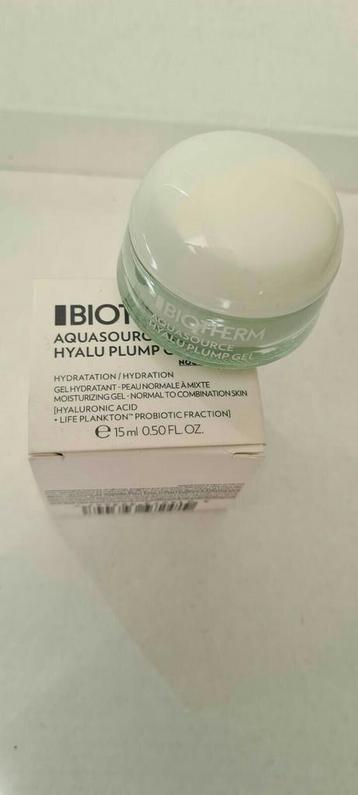 BIOTHERM
AQUASOURCE
HYALU PLUMP GEL
BIOT
AQUASOURC
HYALU PLUMP G
HYDRATATION / HYDRATION
GEL HYDRATANT - PEAU NORMALE À MIXTE
MOISTURIZING GEL - NORMAL TO COMBINATION SKIN
[HYALURONIC ACID
+ LIFE PLANKTON™ PROBIOTIC FRACTION]
℮ 15 ml 0.50 FL. OZ.